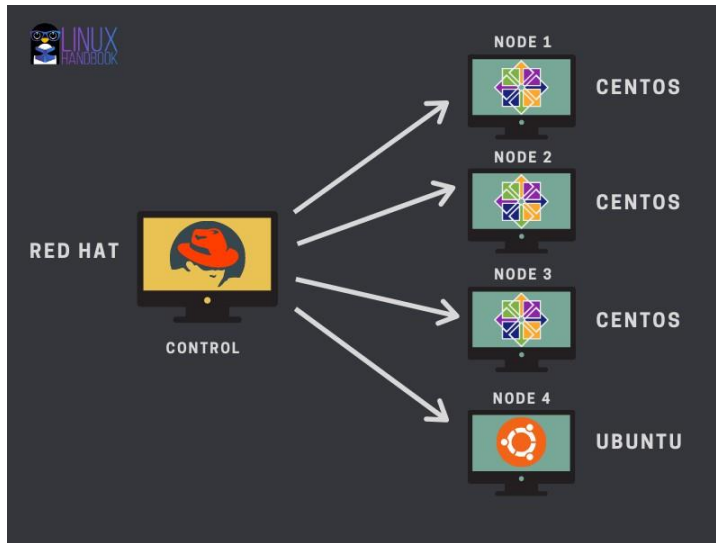 LINUX
HANDBOOK
NODE 1
CENTOS
NODE 2
CENTOS
RED HAT
CONTROL
NODE 3
CENTOS
NODE 4
UBUNTU